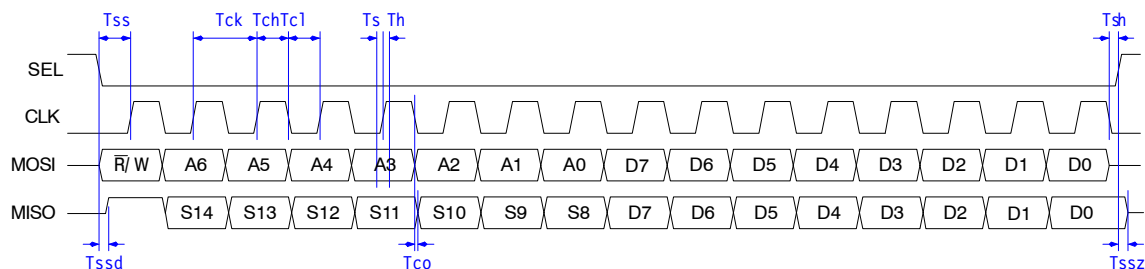 Tss Tck Tch Tcl Ts Th Tsh
SEL
CLK
MOSI R̅/W A6 A5 A4 A3 A2 A1 A0 D7 D6 D5 D4 D3 D2 D1 D0
MISO S14 S13 S12 S11 S10 S9 S8 D7 D6 D5 D4 D3 D2 D1 D0
Tssd Tco Tssz